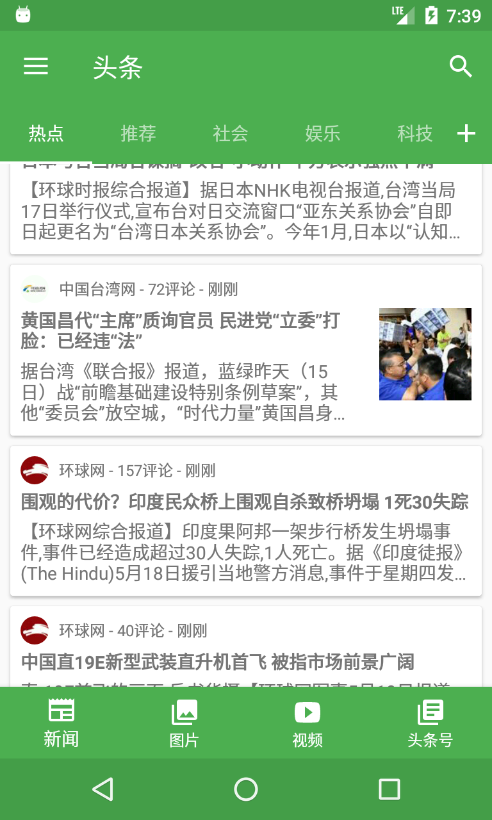 LTE 7:39
头条
热点 推荐 社会 娱乐 科技
【环球时报综合报道】据日本NHK电视台报道,台湾当局
17日举行仪式,宣布台对日交流窗口“亚东关系协会”自即
日起更名为“台湾日本关系协会”。今年1月,日本以“认知...
中国台湾网 - 72评论 - 刚刚
黄国昌代“主席”质询官员 民进党“立委”打
脸：已经违“法”
据台湾《联合报》报道，蓝绿昨天（15
日）战“前瞻基础建设特别条例草案”，其
他“委员会”放空城，“时代力量”黄国昌身...
环球网 - 157评论 - 刚刚
围观的代价？印度民众桥上围观自杀致桥坍塌 1死30失踪
【环球网综合报道】印度果阿邦一架步行桥发生坍塌事
件,事件已经造成超过30人失踪,1人死亡。据《印度徒报》
(The Hindu)5月18日援引当地警方消息,事件于星期四发...
环球网 - 40评论 - 刚刚
中国直19E新型武装直升机首飞 被指市场前景广阔
新闻 图片 视频 头条号